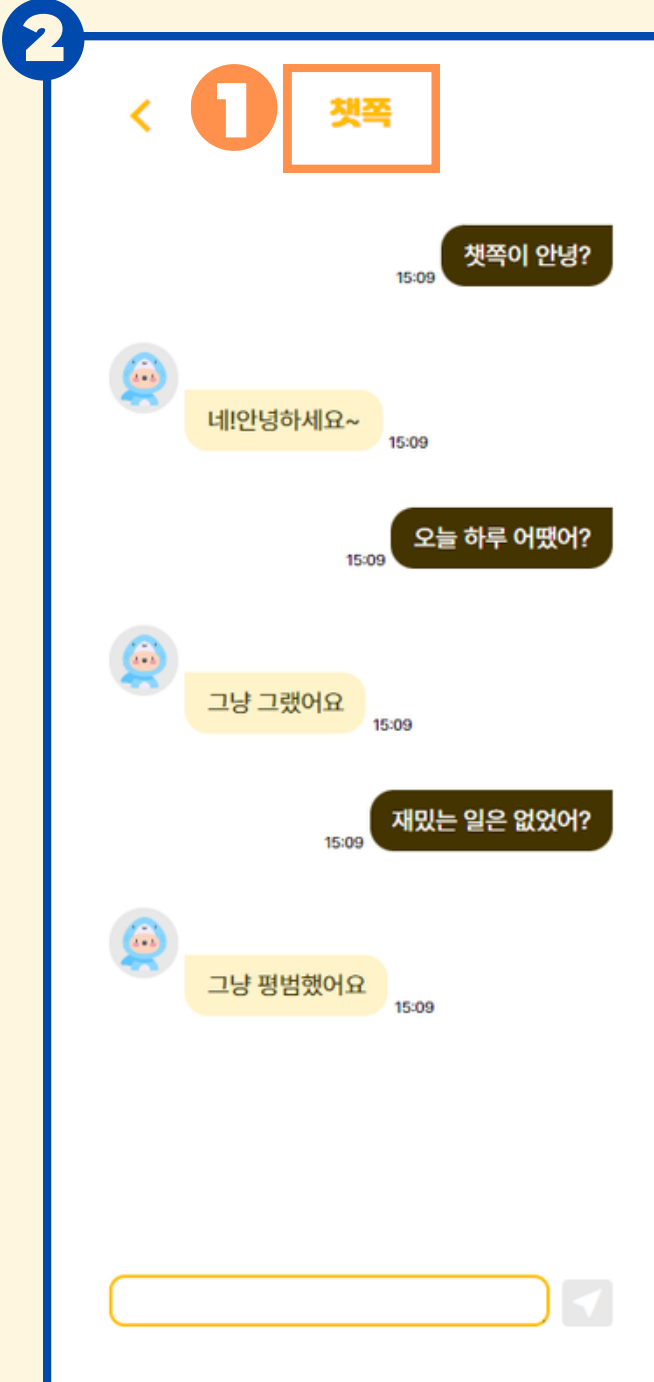 2
1
챗쪽
챗쪽이 안녕?
15:09
네!안녕하세요~
15:09
오늘 하루 어땠어?
15:09
그냥 그랬어요
15:09
재밌는 일은 없었어?
15:09
그냥 평범했어요
15:09